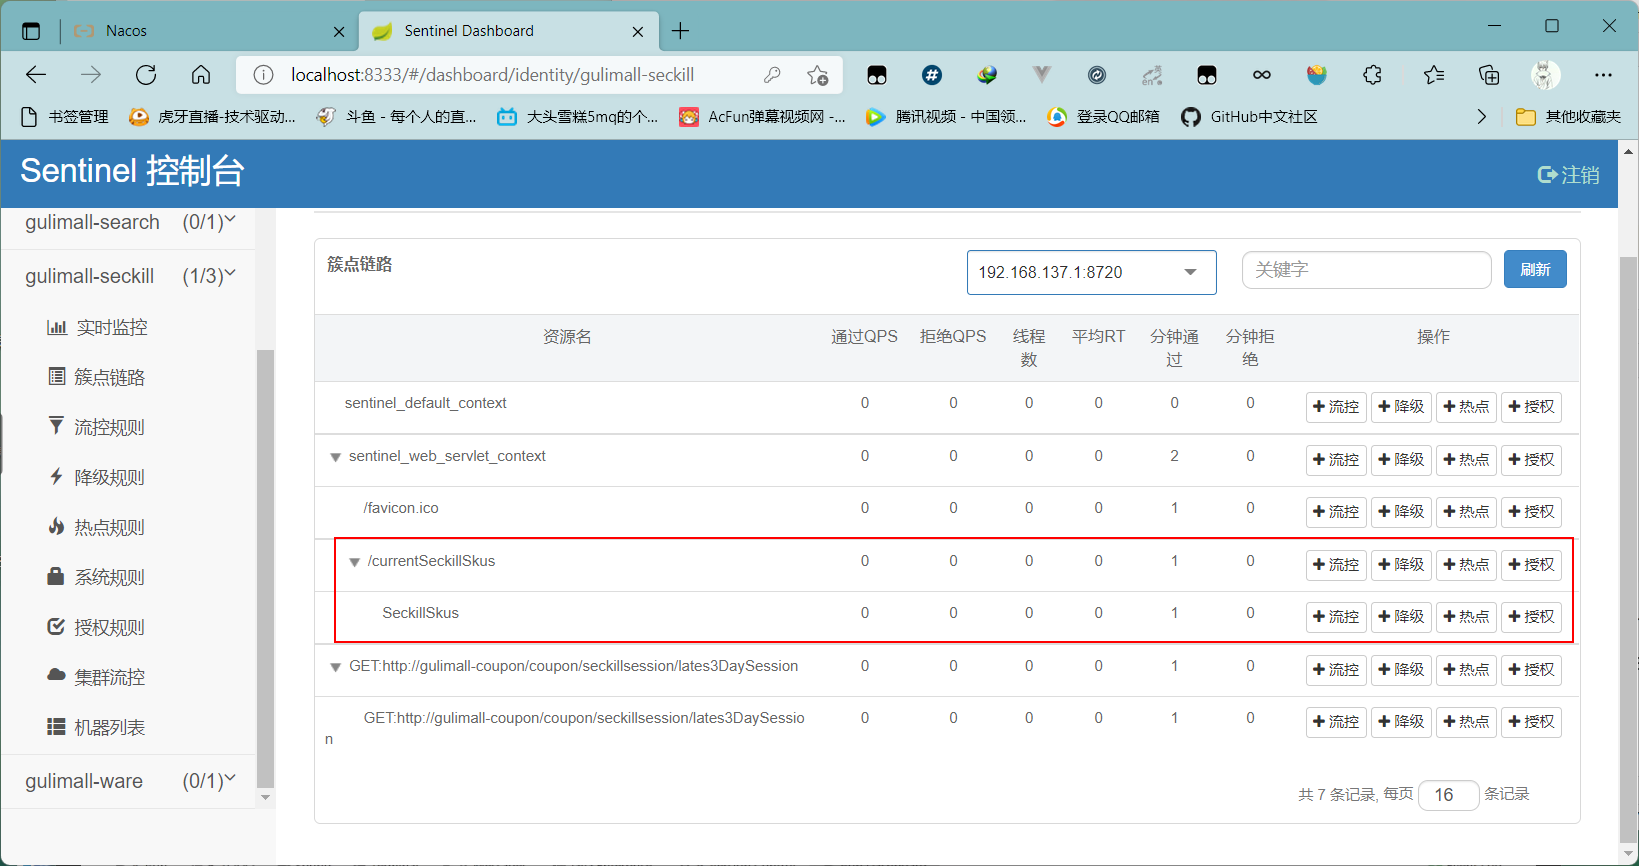 Nacos
Sentinel Dashboard
localhost:8333/#/dashboard/identity/gulimall-seckill
书签管理 虎牙直播-技术驱动... 斗鱼 - 每个人的直... 大头雪糕5mq的个... AcFun弹幕视频网 -... 腾讯视频 - 中国领... 登录QQ邮箱 GitHub中文社区 其他收藏夹
Sentinel 控制台
注销
gulimall-search (0/1)
gulimall-seckill (1/3)
实时监控
簇点链路
流控规则
降级规则
热点规则
系统规则
授权规则
集群流控
机器列表
gulimall-ware (0/1)
簇点链路 192.168.137.1:8720 关键字 刷新
资源名 通过QPS 拒绝QPS 线程数 平均RT 分钟通过 分钟拒绝 操作
sentinel_default_context 0 0 0 0 0 0 流控 降级 热点 授权
sentinel_web_servlet_context 0 0 0 0 2 0 流控 降级 热点 授权
/favicon.ico 0 0 0 0 1 0 流控 降级 热点 授权
/currentSeckillSkus 0 0 0 0 1 0 流控 降级 热点 授权
SeckillSkus 0 0 0 0 1 0 流控 降级 热点 授权
GET:http://gulimall-coupon/coupon/seckillsession/lates3DaySession 0 0 0 0 1 0 流控 降级 热点 授权
GET:http://gulimall-coupon/coupon/seckillsession/lates3DaySession 0 0 0 0 1 0 流控 降级 热点 授权
共 7 条记录, 每页 16 条记录